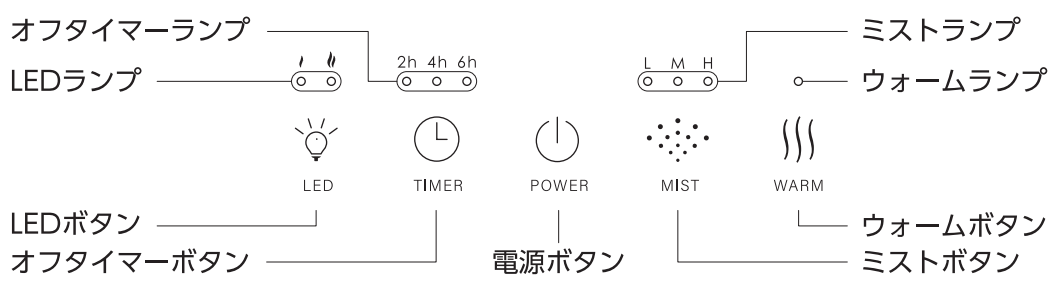 オフタイマーランプ
ミストランプ
LEDランプ
2h 4h 6h
L M H
ウォームランプ
LED
TIMER
POWER
MIST
WARM
LEDボタン
ウォームボタン
オフタイマーボタン
電源ボタン
ミストボタン